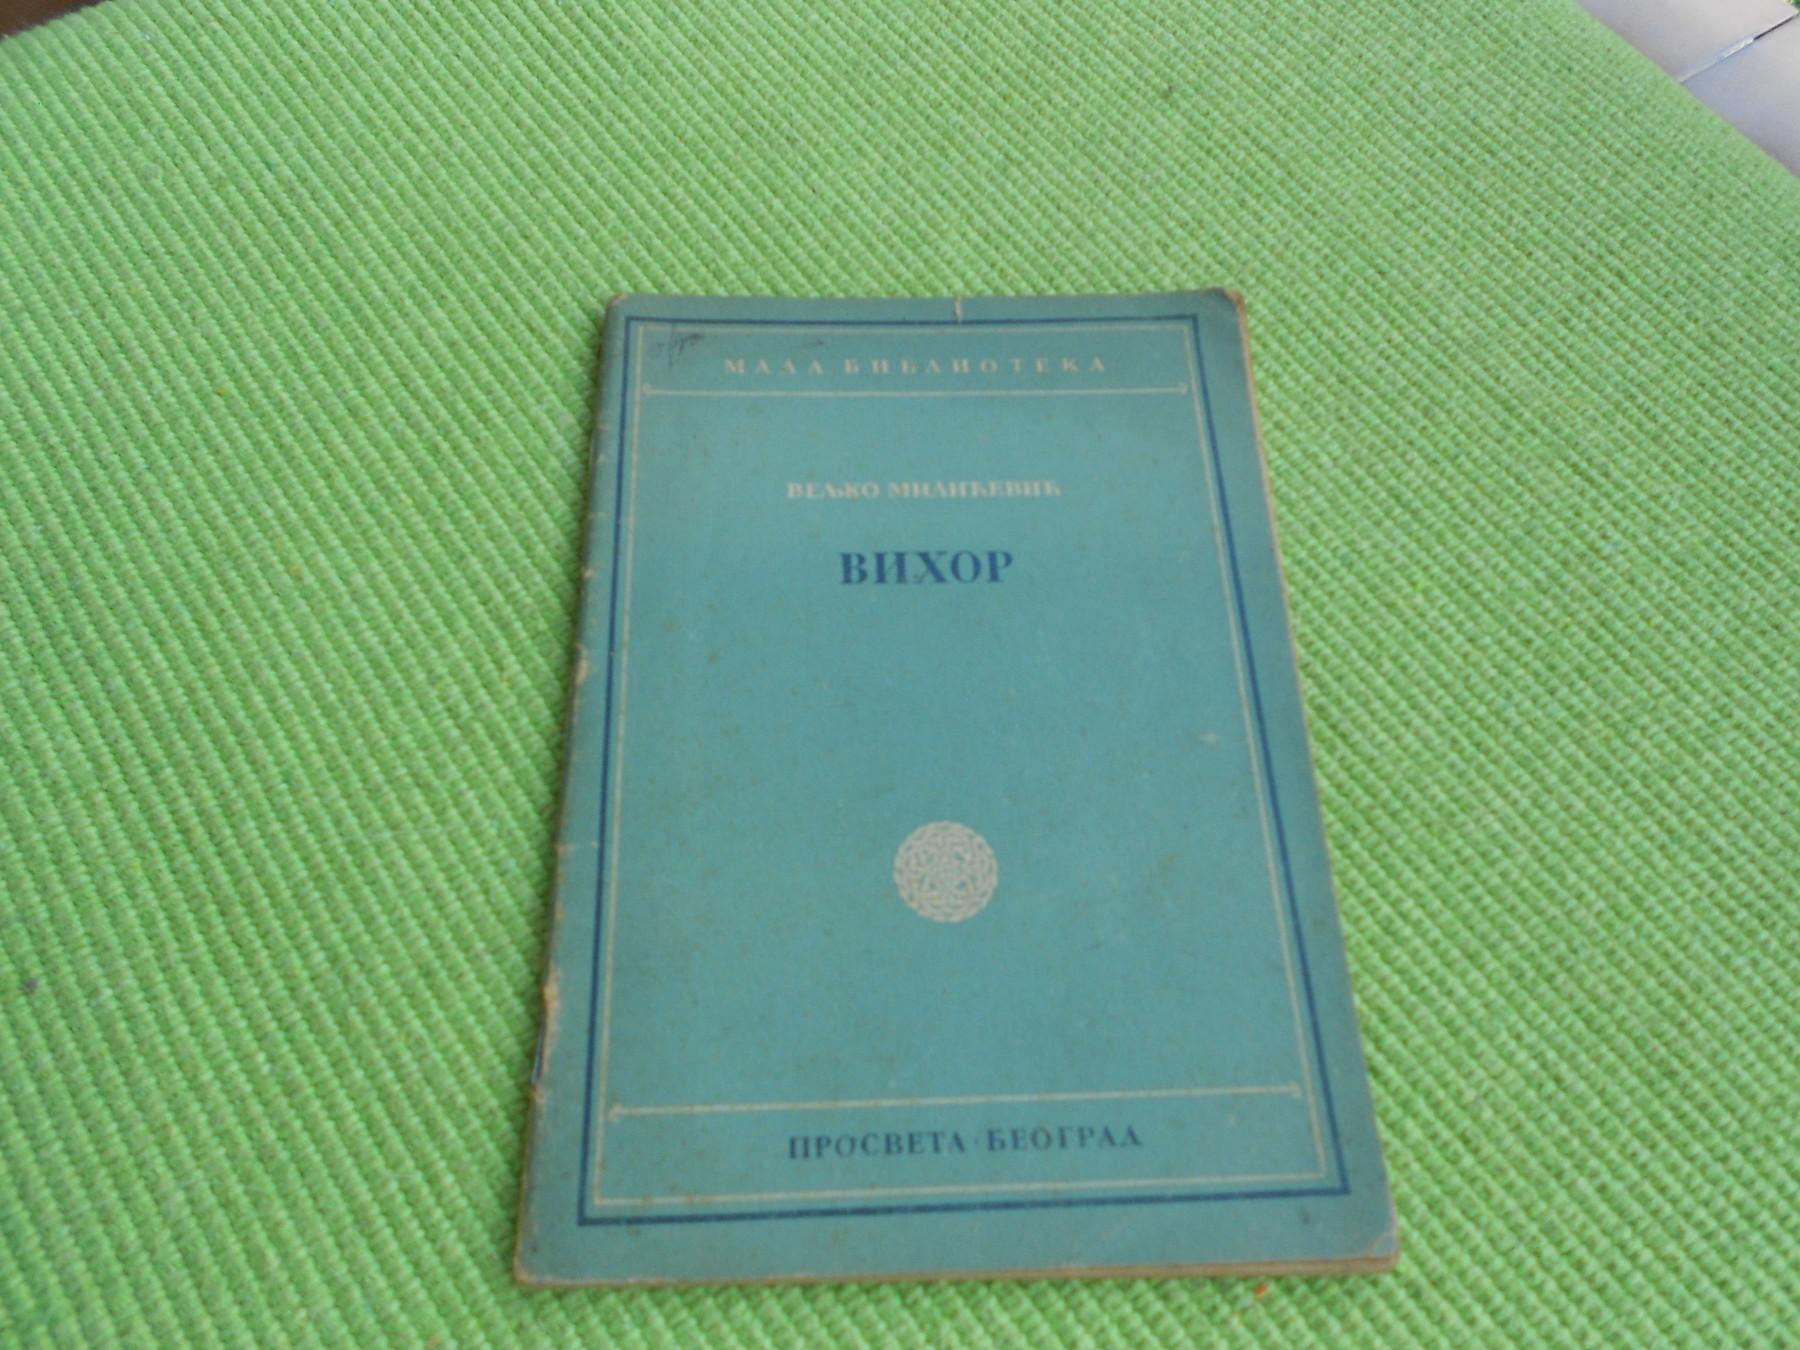 МАЛА БИБЛИОТЕКА
ВЕЉКО МИЛИЋЕВИЋ
ВИХОР
ПРОСВЕТА · БЕОГРАД